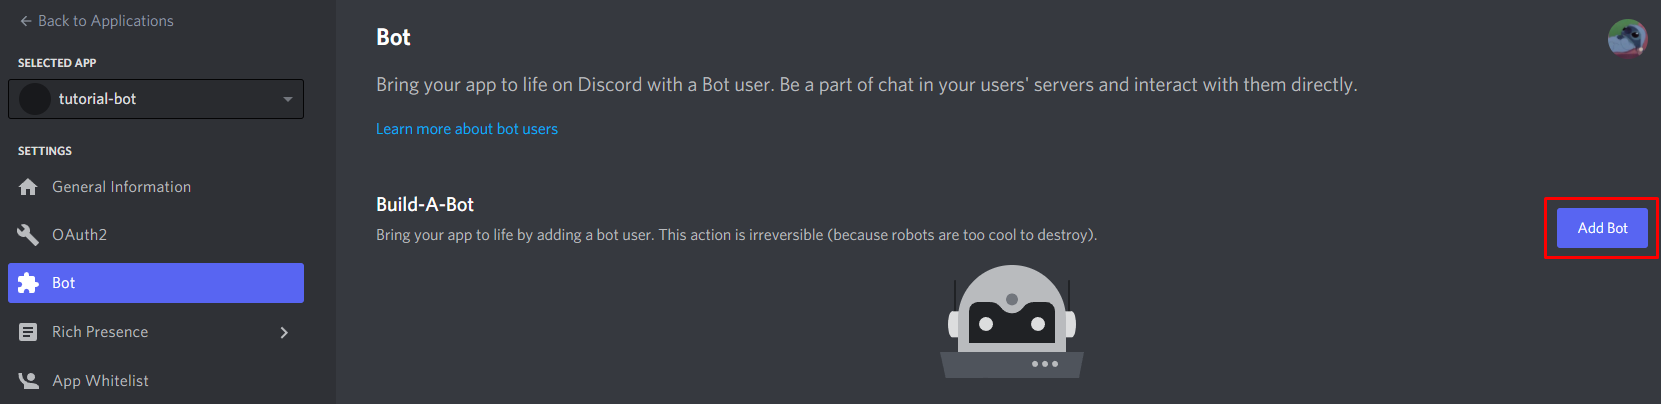 Back to Applications
SELECTED APP
tutorial-bot
SETTINGS
General Information
OAuth2
Bot
Rich Presence
App Whitelist
Bot
Bring your app to life on Discord with a Bot user. Be a part of chat in your users' servers and interact with them directly.
Learn more about bot users
Build-A-Bot
Bring your app to life by adding a bot user. This action is irreversible (because robots are too cool to destroy).
Add Bot